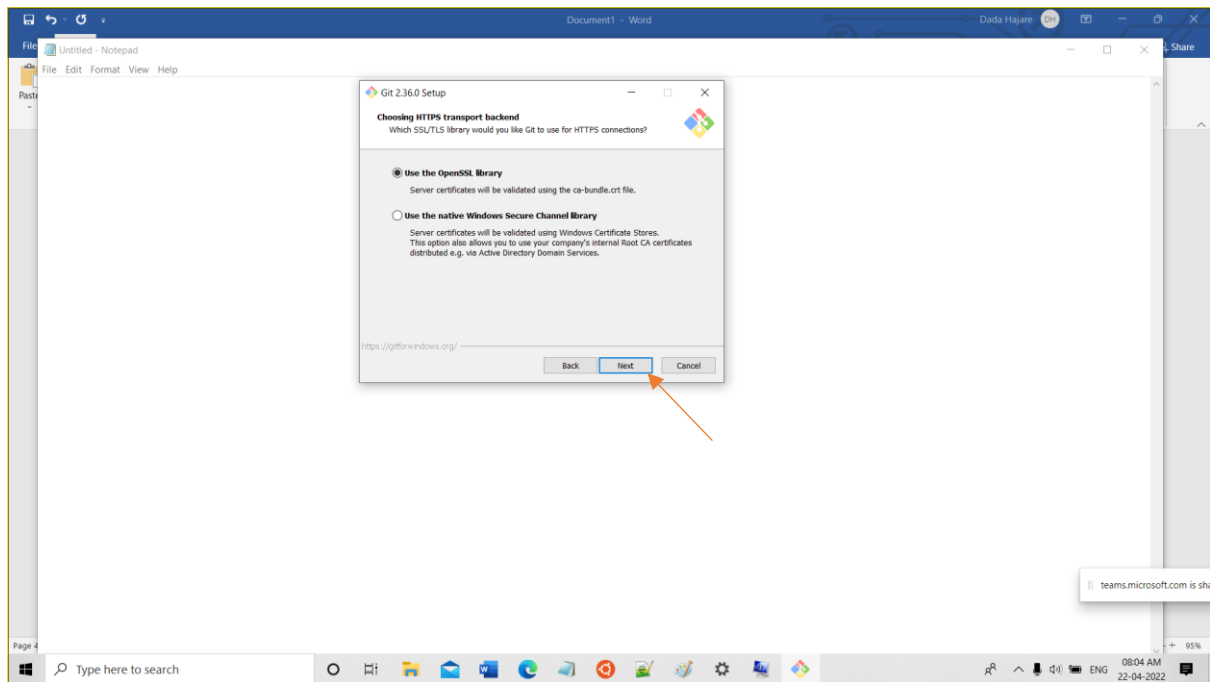 Document1 - Word
Dada Hajare DH
File
Share
Untitled - Notepad
File Edit Format View Help
Paste
Git 2.36.0 Setup
Choosing HTTPS transport backend
Which SSL/TLS library would you like Git to use for HTTPS connections?
Use the OpenSSL library
Server certificates will be validated using the ca-bundle.crt file.
Use the native Windows Secure Channel library
Server certificates will be validated using Windows Certificate Stores.
This option also allows you to use your company's internal Root CA certificates
distributed e.g. via Active Directory Domain Services.
https://gitforwindows.org/
Back Next Cancel
teams.microsoft.com is sha
Page 4
95%
Type here to search
ENG
08:04 AM
22-04-2022